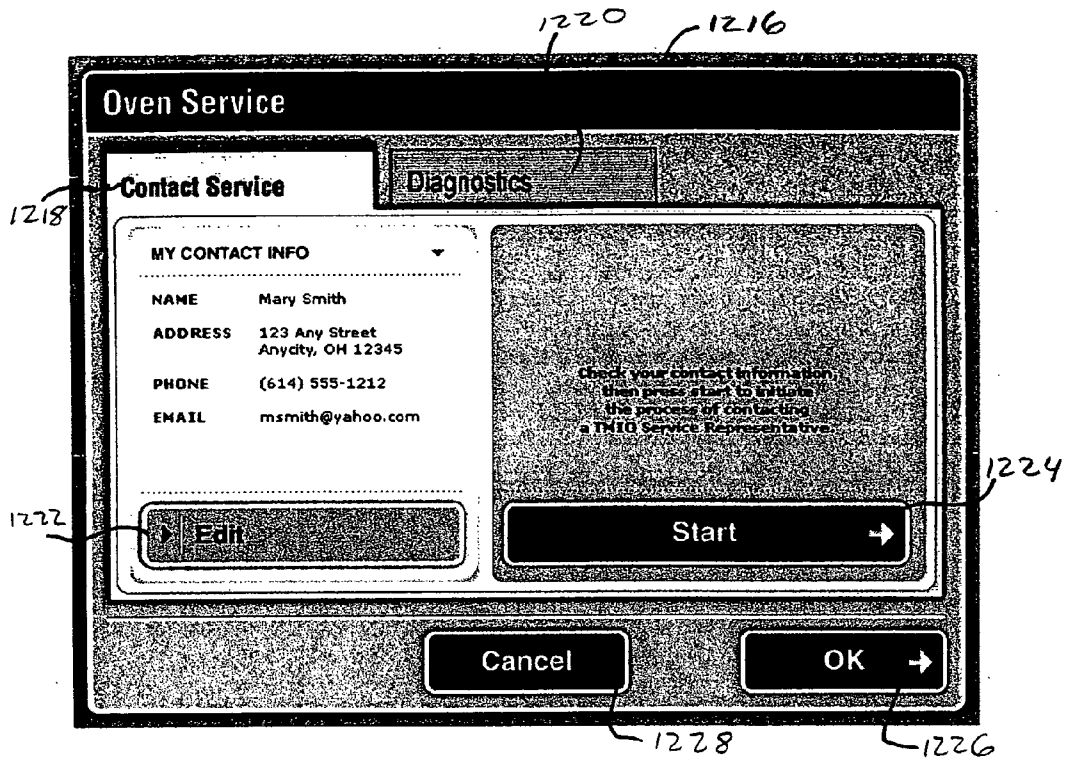 1220
1216
Oven Service
Contact Service
Diagnostics
1218
MY CONTACT INFO
NAME Mary Smith
ADDRESS 123 Any Street
Anycity, OH 12345
PHONE (614) 555-1212
EMAIL msmith@yahoo.com
Check your contact information,
then press start to initiate
the process of contacting
a TMIO Service Representative.
1224
1222
Edit
Start
Cancel
OK
1228
1226